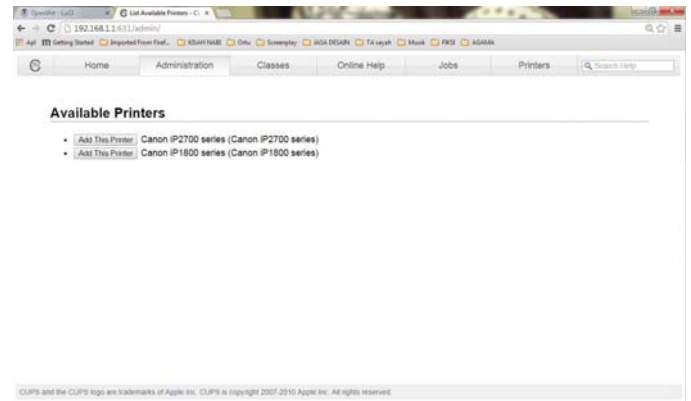 OpenWrt - LuCI
List Available Printers - C
192.168.1.1:631/admin/
Apl Getting Started Imported From Firef... KISAH NABI Ortu Screenplay JASA DESAIN TA sayah Musik FIKSI AGAMA
Home Administration Classes Online Help Jobs Printers Search Help
Available Printers
• Add This Printer Canon iP2700 series (Canon iP2700 series)
• Add This Printer Canon iP1800 series (Canon iP1800 series)
CUPS and the CUPS logo are trademarks of Apple Inc. CUPS is copyright 2007-2010 Apple Inc. All rights reserved.